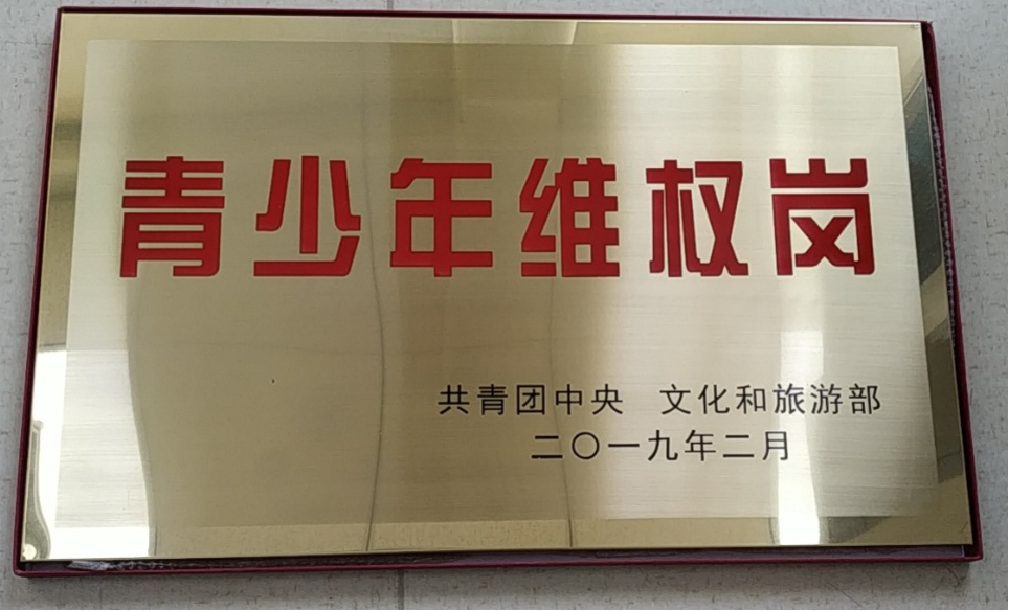 青少年维权岗
共青团中央 文化和旅游部
二〇一九年二月